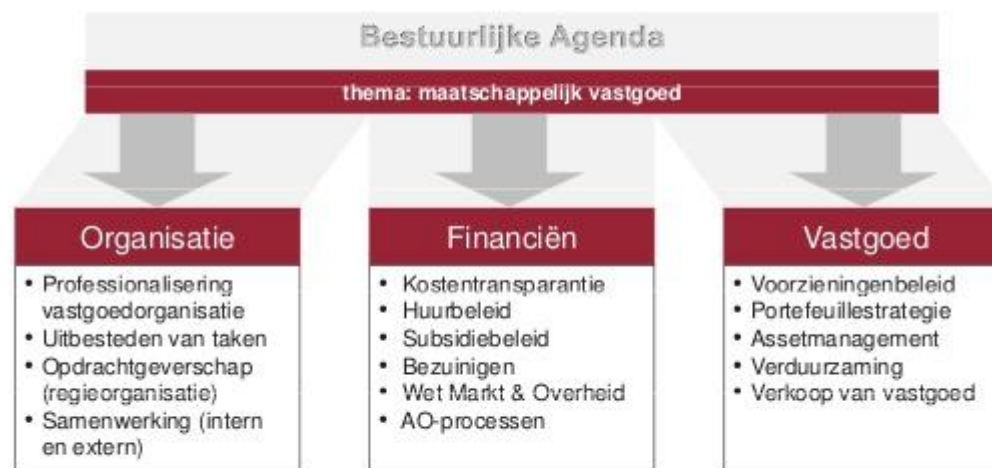 Bestuurlijke Agenda
thema: maatschappelijk vastgoed
Organisatie
• Professionalisering
vastgoedorganisatie
• Uitbesteden van taken
• Opdrachtgeverschap
(regieorganisatie)
• Samenwerking (intern
en extern)
Financiën
• Kostentransparantie
• Huurbeleid
• Subsidiebeleid
• Bezuinigen
• Wet Markt & Overheid
• AO-processen
Vastgoed
• Voorzieningenbeleid
• Portefeuillestrategie
• Assetmanagement
• Verduurzaming
• Verkoop van vastgoed